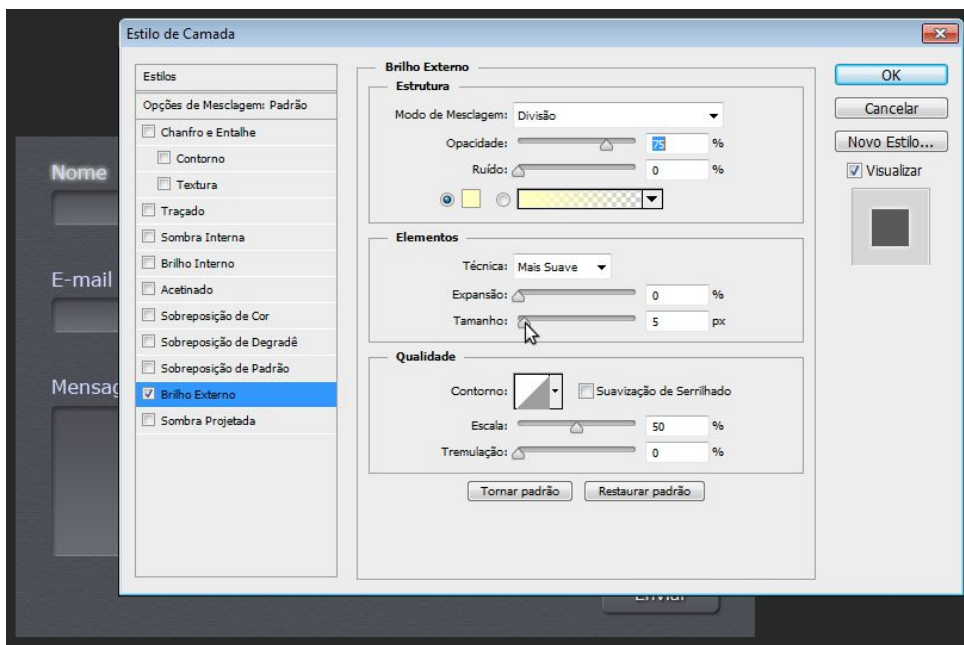 Estilo de Camada
Estilos
Opções de Mesclagem: Padrão
Chanfro e Entalhe
Contorno
Textura
Traçado
Sombra Interna
Brilho Interno
Acetinado
Sobreposição de Cor
Sobreposição de Degradê
Sobreposição de Padrão
Brilho Externo
Sombra Projetada
Brilho Externo
Estrutura
Modo de Mesclagem: Divisão
Opacidade: 75 %
Ruído: 0 %
Elementos
Técnica: Mais Suave
Expansão: 0 %
Tamanho: 5 px
Qualidade
Contorno: Suavização de Serrilhado
Escala: 50 %
Tremulação: 0 %
Tornar padrão Restaurar padrão
OK
Cancelar
Novo Estilo...
Visualizar
Nome
E-mail
Mensag
Enviar